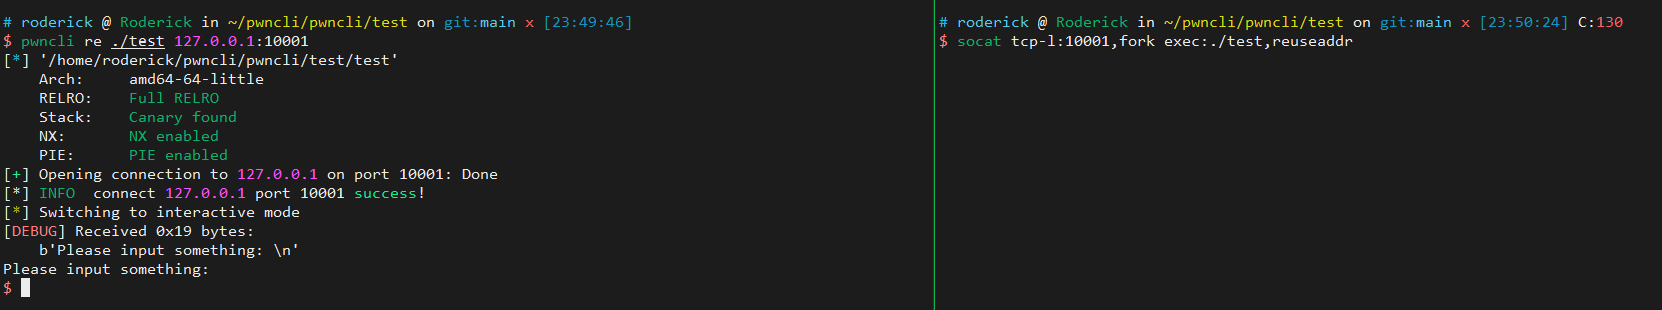 # roderick @ Roderick in ~/pwncli/pwncli/test on git:main x [23:49:46]
$ pwncli re ./test 127.0.0.1:10001
[*] '/home/roderick/pwncli/pwncli/test/test'
    Arch:     amd64-64-little
    RELRO:    Full RELRO
    Stack:    Canary found
    NX:       NX enabled
    PIE:      PIE enabled
[+] Opening connection to 127.0.0.1 on port 10001: Done
[*] INFO  connect 127.0.0.1 port 10001 success!
[*] Switching to interactive mode
[DEBUG] Received 0x19 bytes:
    b'Please input something: \n'
Please input something:
$
# roderick @ Roderick in ~/pwncli/pwncli/test on git:main x [23:50:24] C:130
$ socat tcp-l:10001,fork exec:./test,reuseaddr